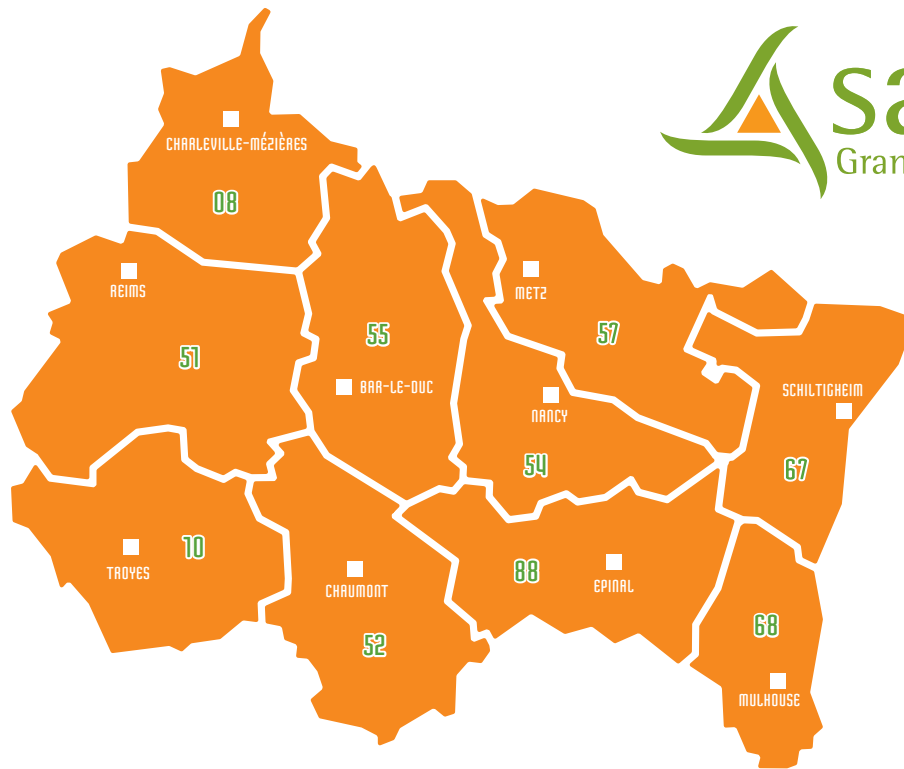 sa
Gran
CHARLEVILLE-MÉZIÈRES
08
REIMS
METZ
51
55
57
BAR-LE-DUC
SCHILTIGHEIM
NANCY
54
67
TROYES
10
CHAUMONT
88
EPINAL
52
68
MULHOUSE